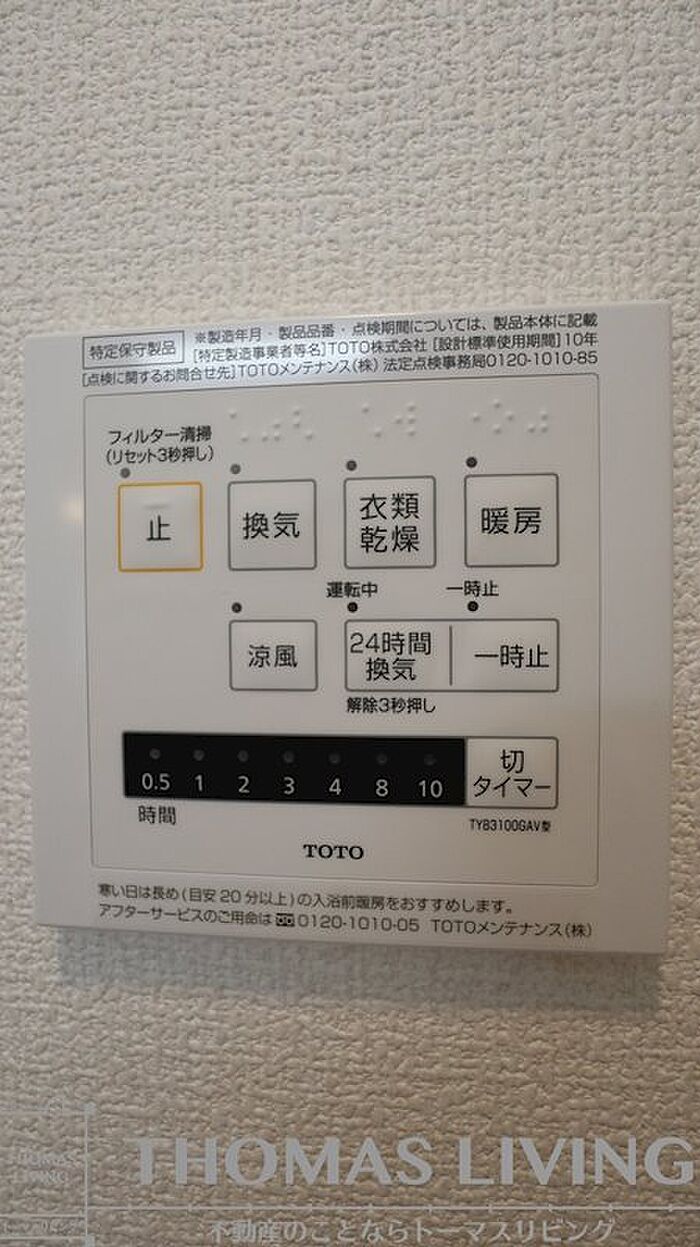 特定保守製品
※製造年月・製品品番・点検期間については、製品本体に記載
[特定製造事業者等名]TOTO株式会社 [設計標準使用期間]10年
[点検に関するお問合せ先]TOTOメンテナンス(株) 法定点検事務局0120-1010-85
フィルター清掃
(リセット3秒押し)
止
換気
衣類
乾燥
暖房
運転中
一時止
涼風
24時間
換気
一時止
解除3秒押し
0.5 1 2 3 4 8 10
時間
切
タイマー
TYB3100GAV型
TOTO
寒い日は長め(目安20分以上)の入浴前暖房をおすすめします。
アフターサービスのご用命は 0120-1010-05 TOTOメンテナンス(株)
THOMAS LIVING
不動産のことならトーマスリビング